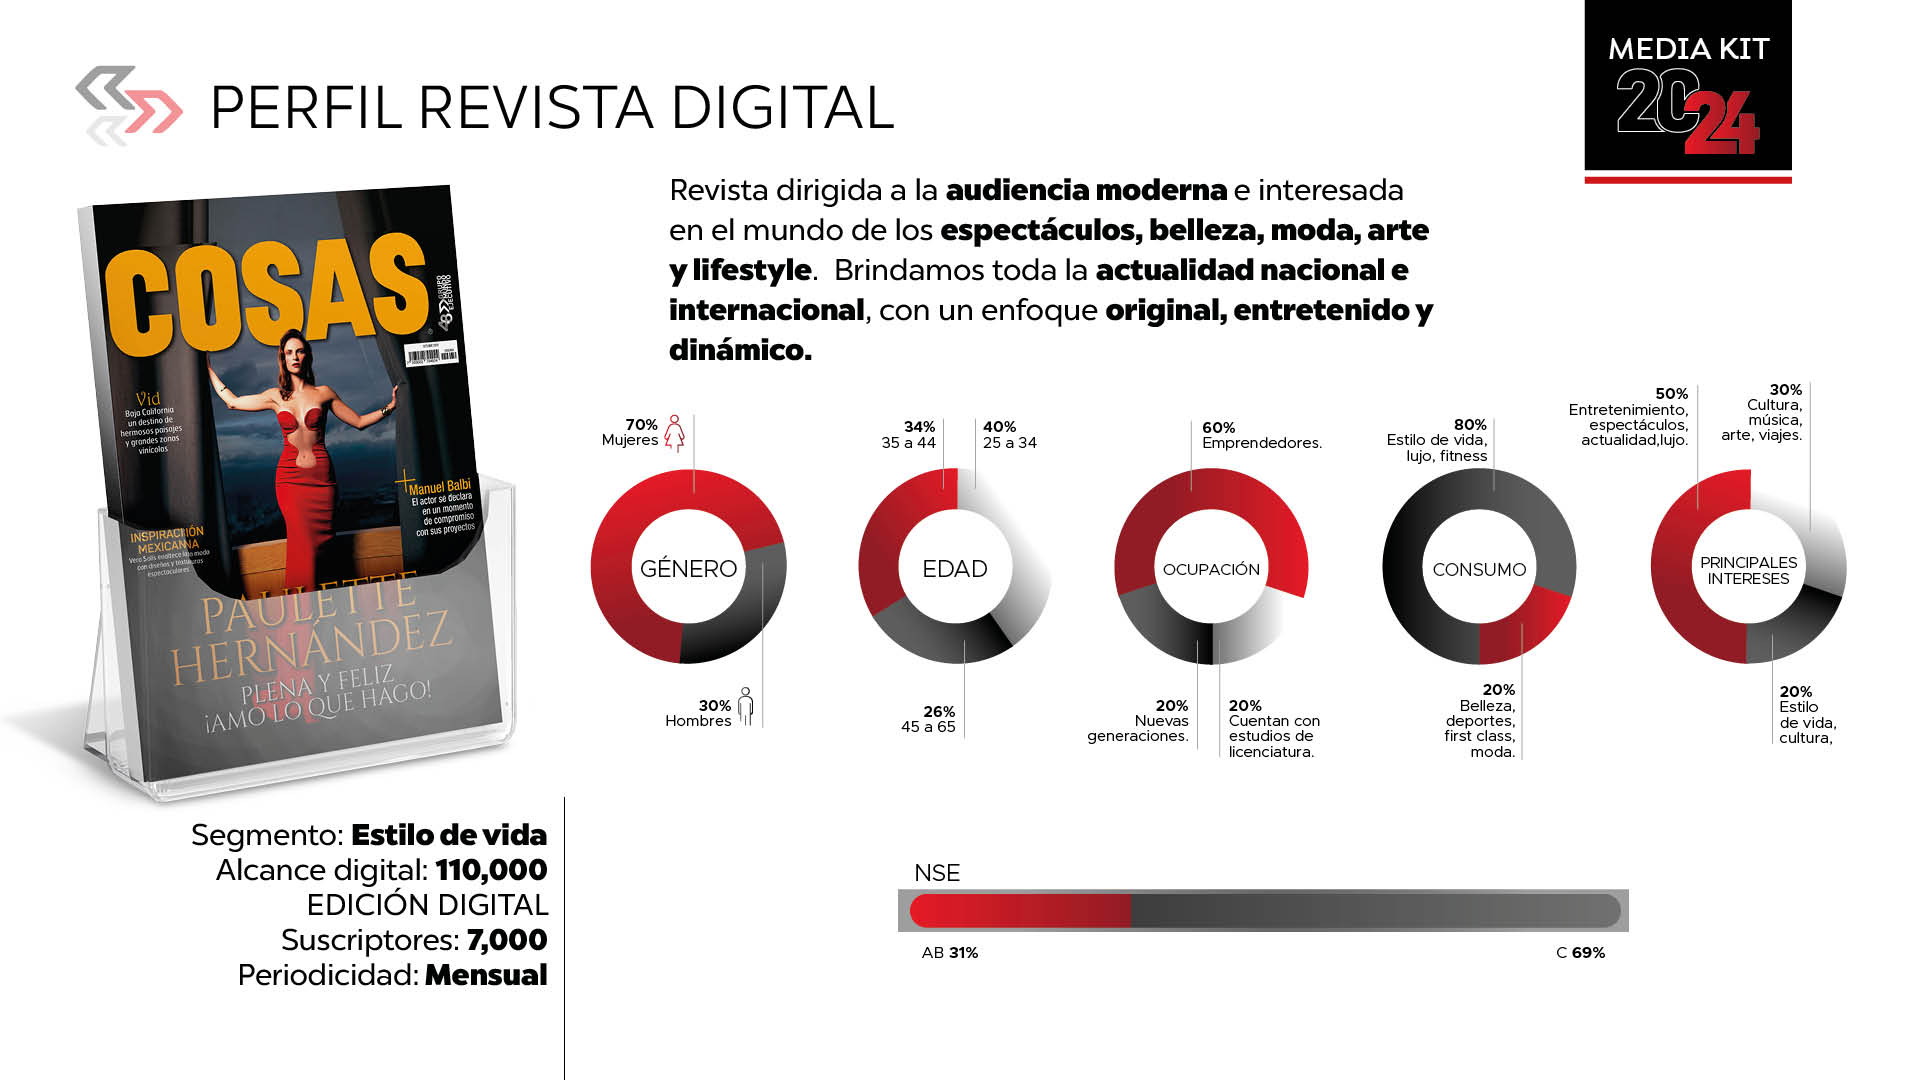 PERFIL REVISTA DIGITAL
MEDIA KIT
2024
Revista dirigida a la audiencia moderna e interesada
en el mundo de los espectáculos, belleza, moda, arte
y lifestyle.  Brindamos toda la actualidad nacional e
internacional, con un enfoque original, entretenido y
dinámico.
COSAS
GRUPO
MUNDO
EJECUTIVO
Vid
Baja California
un destino de
hermosos paisajes
y grandes zonas
vinícolas
+Manuel Balbi
El actor se declara
en un momento
de compromiso
con sus proyectos
INSPIRACIÓN
MEXICANA
con diseños y texturas
espectaculares
PAULETTE
HERNÁNDEZ
PLENA Y FELIZ
¡AMO LO QUE HAGO!
70%
Mujeres
GÉNERO
30%
Hombres
34%
35 a 44
40%
25 a 34
EDAD
26%
45 a 65
60%
Emprendedores.
OCUPACIÓN
20%
Nuevas
generaciones.
20%
Cuentan con
estudios de
licenciatura.
80%
Estilo de vida,
lujo, fitness
CONSUMO
20%
Belleza,
deportes,
first class,
moda.
50%
Entretenimiento,
espectáculos,
actualidad,lujo.
30%
Cultura,
música,
arte, viajes.
PRINCIPALES
INTERESES
20%
Estilo
de vida,
cultura,
Segmento: Estilo de vida
Alcance digital: 110,000
EDICIÓN DIGITAL
Suscriptores: 7,000
Periodicidad: Mensual
NSE
AB 31%
C 69%